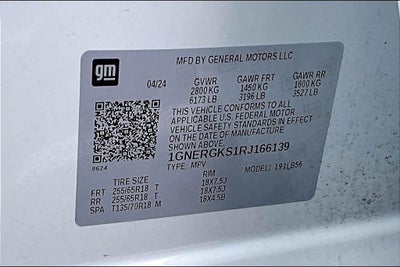 gm
MFD BY GENERAL MOTORS LLC
04/24 GVWR GAWR FRT GAWR RR
2800 KG 1450 KG 1600 KG
6173 LB 3196 LB 3527 LB
THIS VEHICLE CONFORMS TO ALL
APPLICABLE U.S. FEDERAL MOTOR
VEHICLE SAFETY STANDARDS IN EFFECT
ON THE DATE OF MANUFACTURE
SHOWN ABOVE.
0624
1GNERGKS1RJ166139
TYPE: MPV MODEL: 191LB56
TIRE SIZE RIM
FRT 255/65R18 T 18X7.5J
RR 255/65R18 T 18X7.5J
SPA T135/70R18 M 18X4.5B